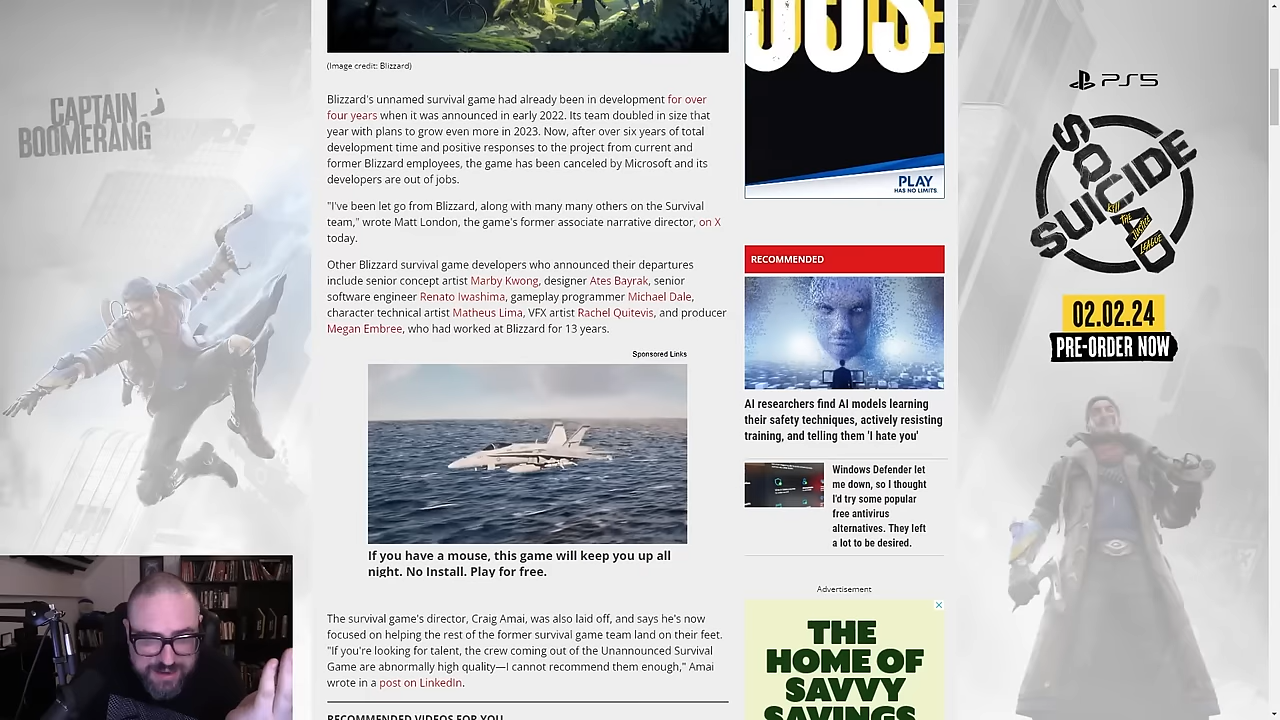 CAPTAIN
BOOMERANG
(Image credit: Blizzard)
Blizzard's unnamed survival game had already been in development for over
four years when it was announced in early 2022. Its team doubled in size that
year with plans to grow even more in 2023. Now, after over six years of total
development time and positive responses to the project from current and
former Blizzard employees, the game has been canceled by Microsoft and its
developers are out of jobs.
"I've been let go from Blizzard, along with many many others on the Survival
team," wrote Matt London, the game's former associate narrative director, on X
today.
Other Blizzard survival game developers who announced their departures
include senior concept artist Marby Kwong, designer Ates Bayrak, senior
software engineer Renato Iwashima, gameplay programmer Michael Dale,
character technical artist Matheus Lima, VFX artist Rachel Quitevis, and producer
Megan Embree, who had worked at Blizzard for 13 years.
Sponsored Links
If you have a mouse, this game will keep you up all
night. No Install. Play for free.
The survival game's director, Craig Amai, was also laid off, and says he's now
focused on helping the rest of the former survival game team land on their feet.
"If you're looking for talent, the crew coming out of the Unannounced Survival
Game are abnormally high quality—I cannot recommend them enough," Amai
wrote in a post on LinkedIn.
RECOMMENDED VIDEOS FOR YOU
PLAY
HAS NO LIMITS
RECOMMENDED
AI researchers find AI models learning
their safety techniques, actively resisting
training, and telling them 'I hate you'
Windows Defender let
me down, so I thought
I'd try some popular
free antivirus
alternatives. They left
a lot to be desired.
Advertisement
THE
HOME OF
SAVVY
SAVINGS
PS5
SUICIDE
SQUAD
KILL
THE
JUSTICE
LEAGUE
02.02.24
PRE-ORDER NOW